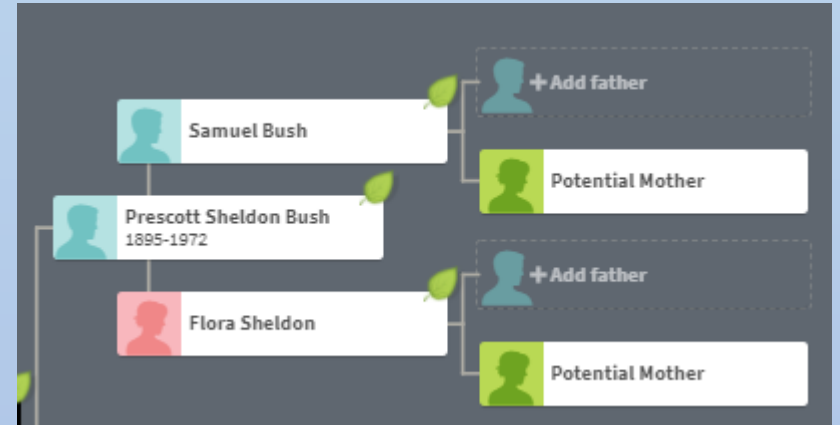 +Add father
Samuel Bush
Potential Mother
Prescott Sheldon Bush
1895-1972
+Add father
Flora Sheldon
Potential Mother